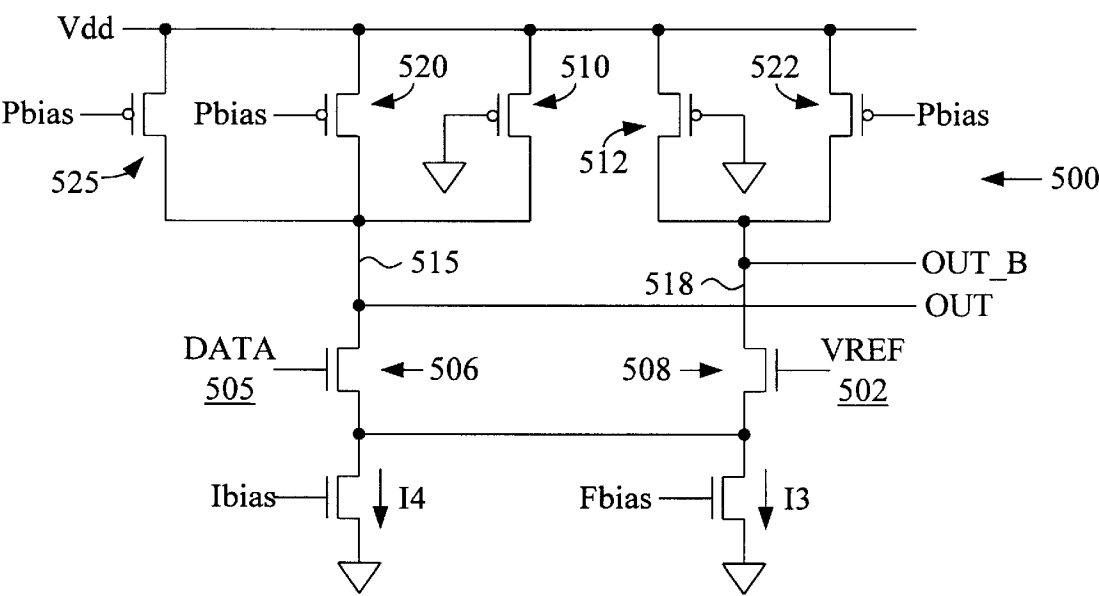 Vdd
520
510
522
Pbias
Pbias
Pbias
512
525
500
515
OUT_B
518
OUT
DATA
505
506
508
VREF
502
Ibias
I4
Fbias
I3